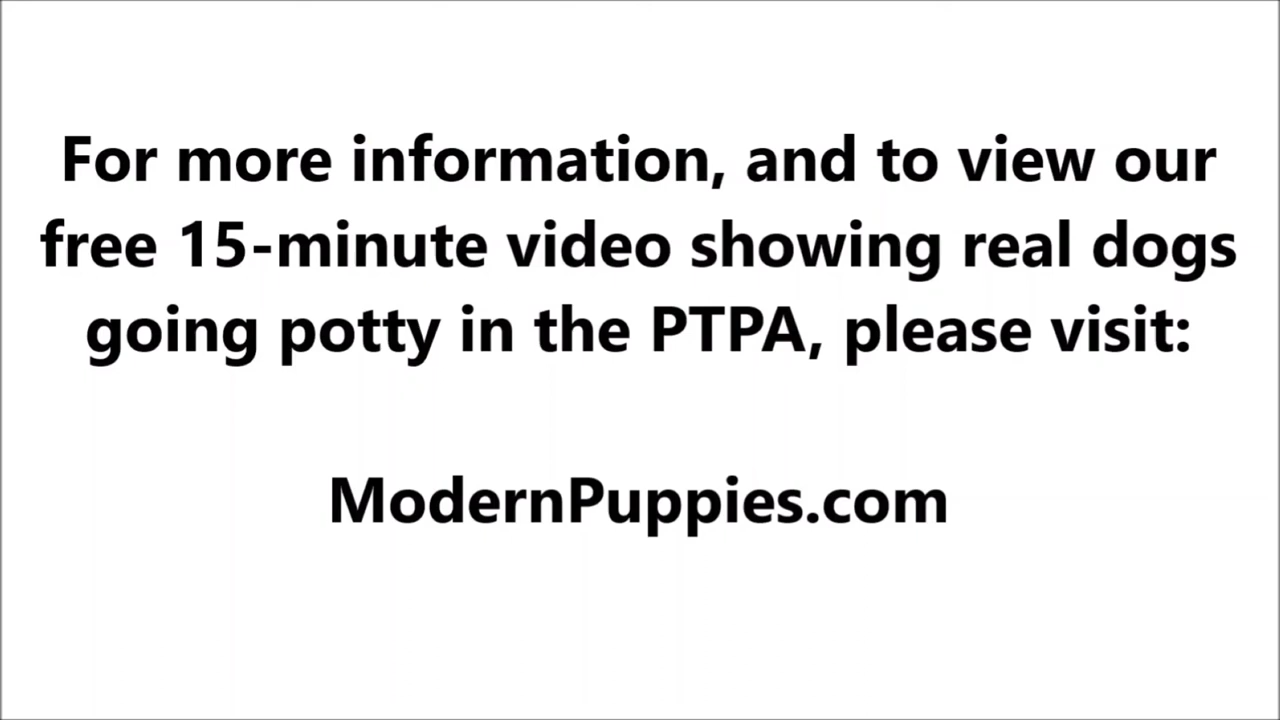 For more information, and to view our
free 15-minute video showing real dogs
going potty in the PTPA, please visit:
ModernPuppies.com